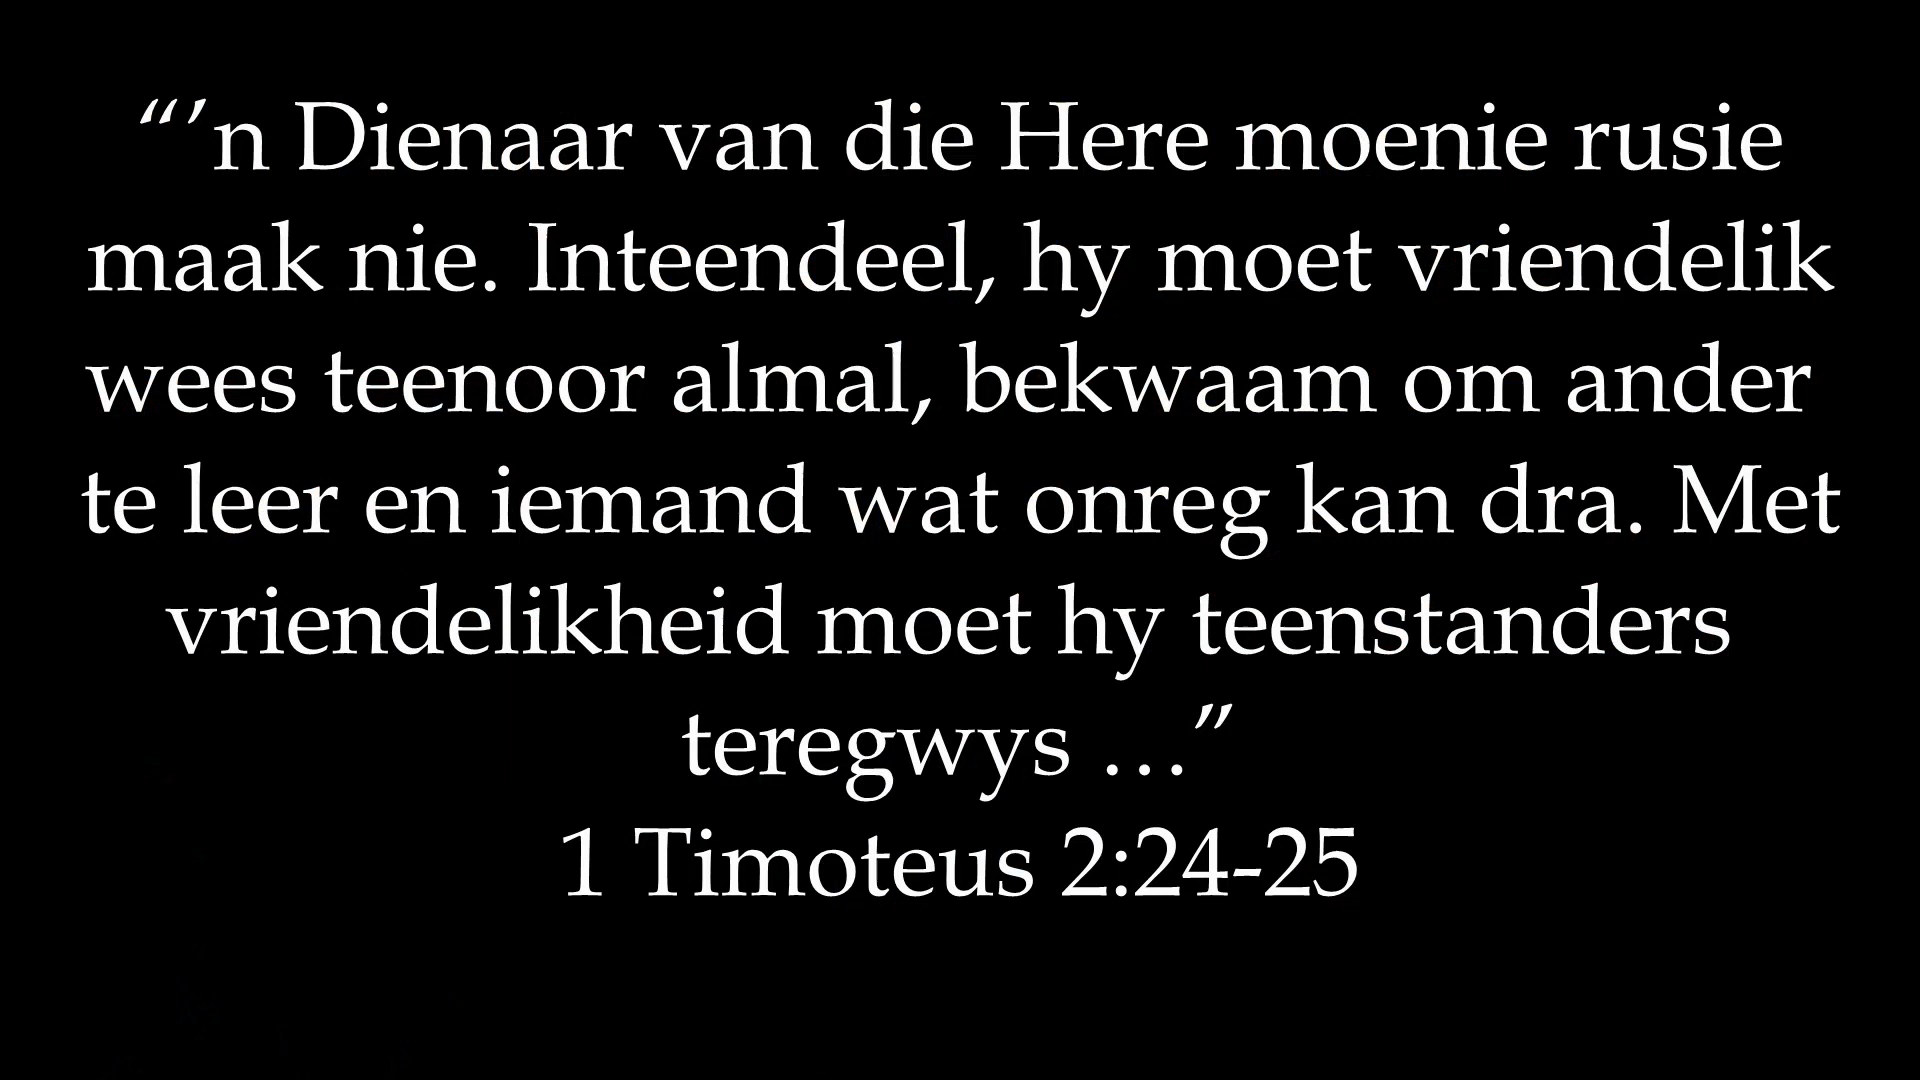 “’n Dienaar van die Here moenie rusie
maak nie. Inteendeel, hy moet vriendelik
wees teenoor almal, bekwaam om ander
te leer en iemand wat onreg kan dra. Met
vriendelikheid moet hy teenstanders
teregwys …”
1 Timoteus 2:24-25